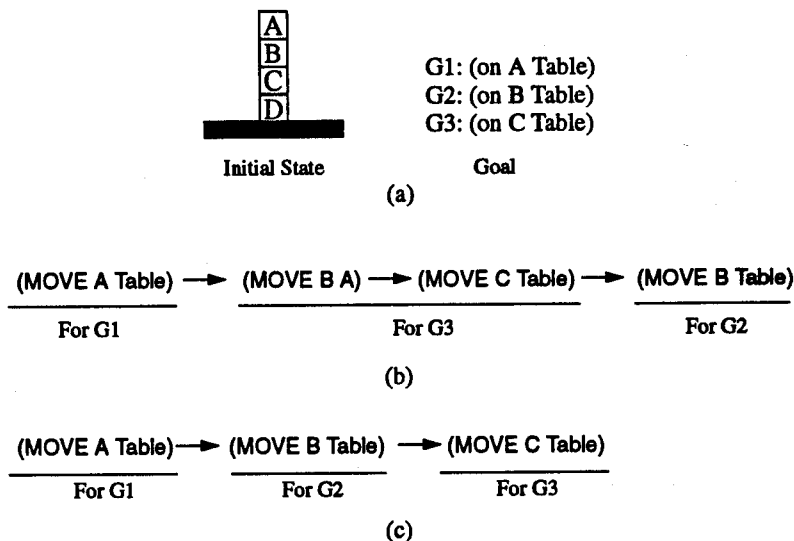 A
B
C
D
G1: (on A Table)
G2: (on B Table)
G3: (on C Table)
Initial State
Goal
(a)
(MOVE A Table) → (MOVE B A) → (MOVE C Table) → (MOVE B Table)
For G1 For G3 For G2
(b)
(MOVE A Table) → (MOVE B Table) → (MOVE C Table)
For G1 For G2 For G3
(c)